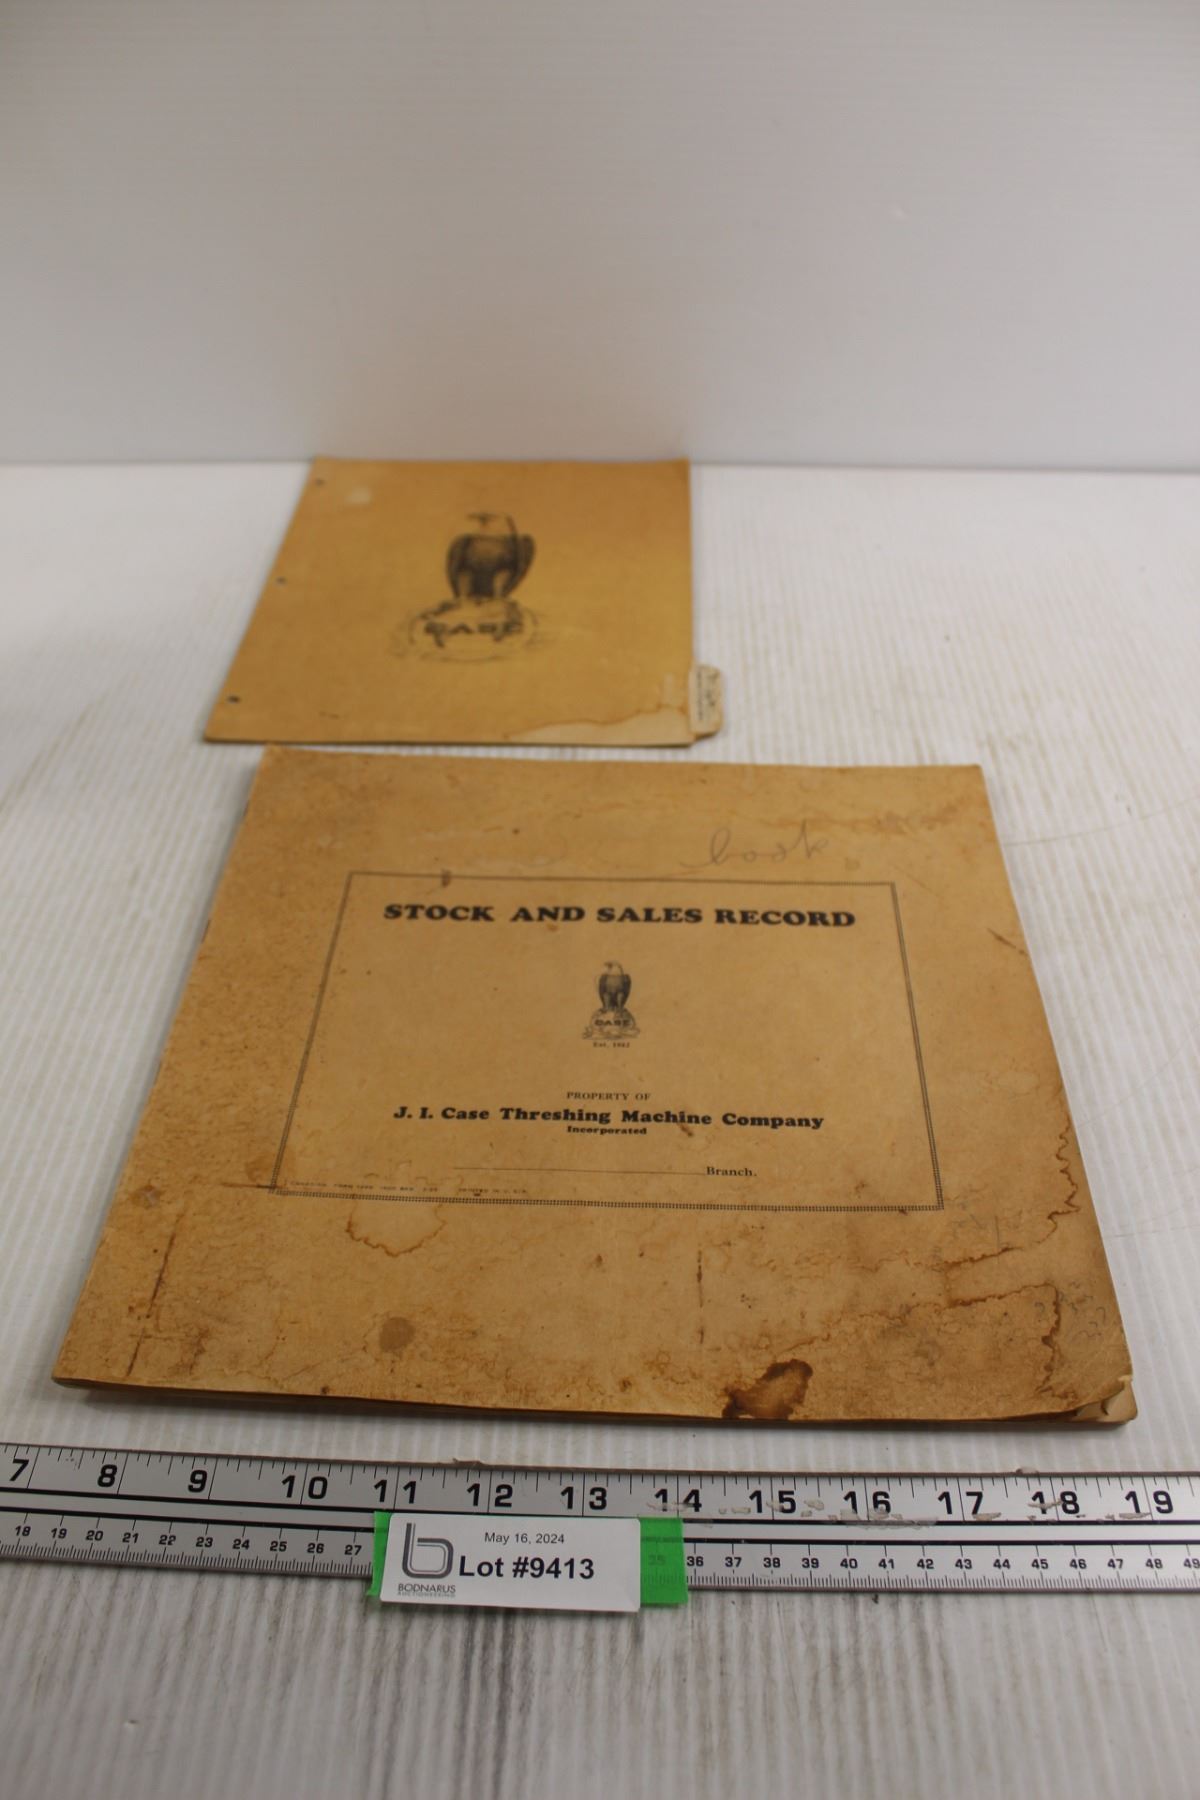 CASE
book
STOCK AND SALES RECORD
CASE
Est. 1842
PROPERTY OF
J. I. Case Threshing Machine Company
Incorporated
Branch.
PRINTED IN U.S.A.
7 8 9 10 11 12 13 14 15 16 17 18 19
18 19 20 21 22 23 24 25 26 27 35 36 37 38 39 40 41 42 43 44 45 46 47 48 49
May 16, 2024
Lot #9413
b
BODNARUS
AUCTIONEERING